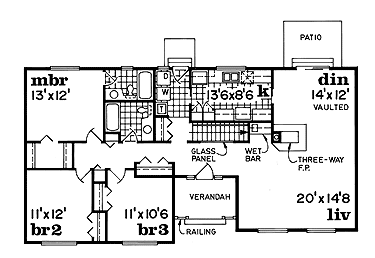 PATIO
mbr
13'x12'
D
W
T
13'6x8'6
k
din
14'x12'
VAULTED
GLASS
PANEL
WET
BAR
THREE-WAY
F.P.
11'x12'
br2
11'x10'6
br3
VERANDAH
RAILING
20'x14'8
liv